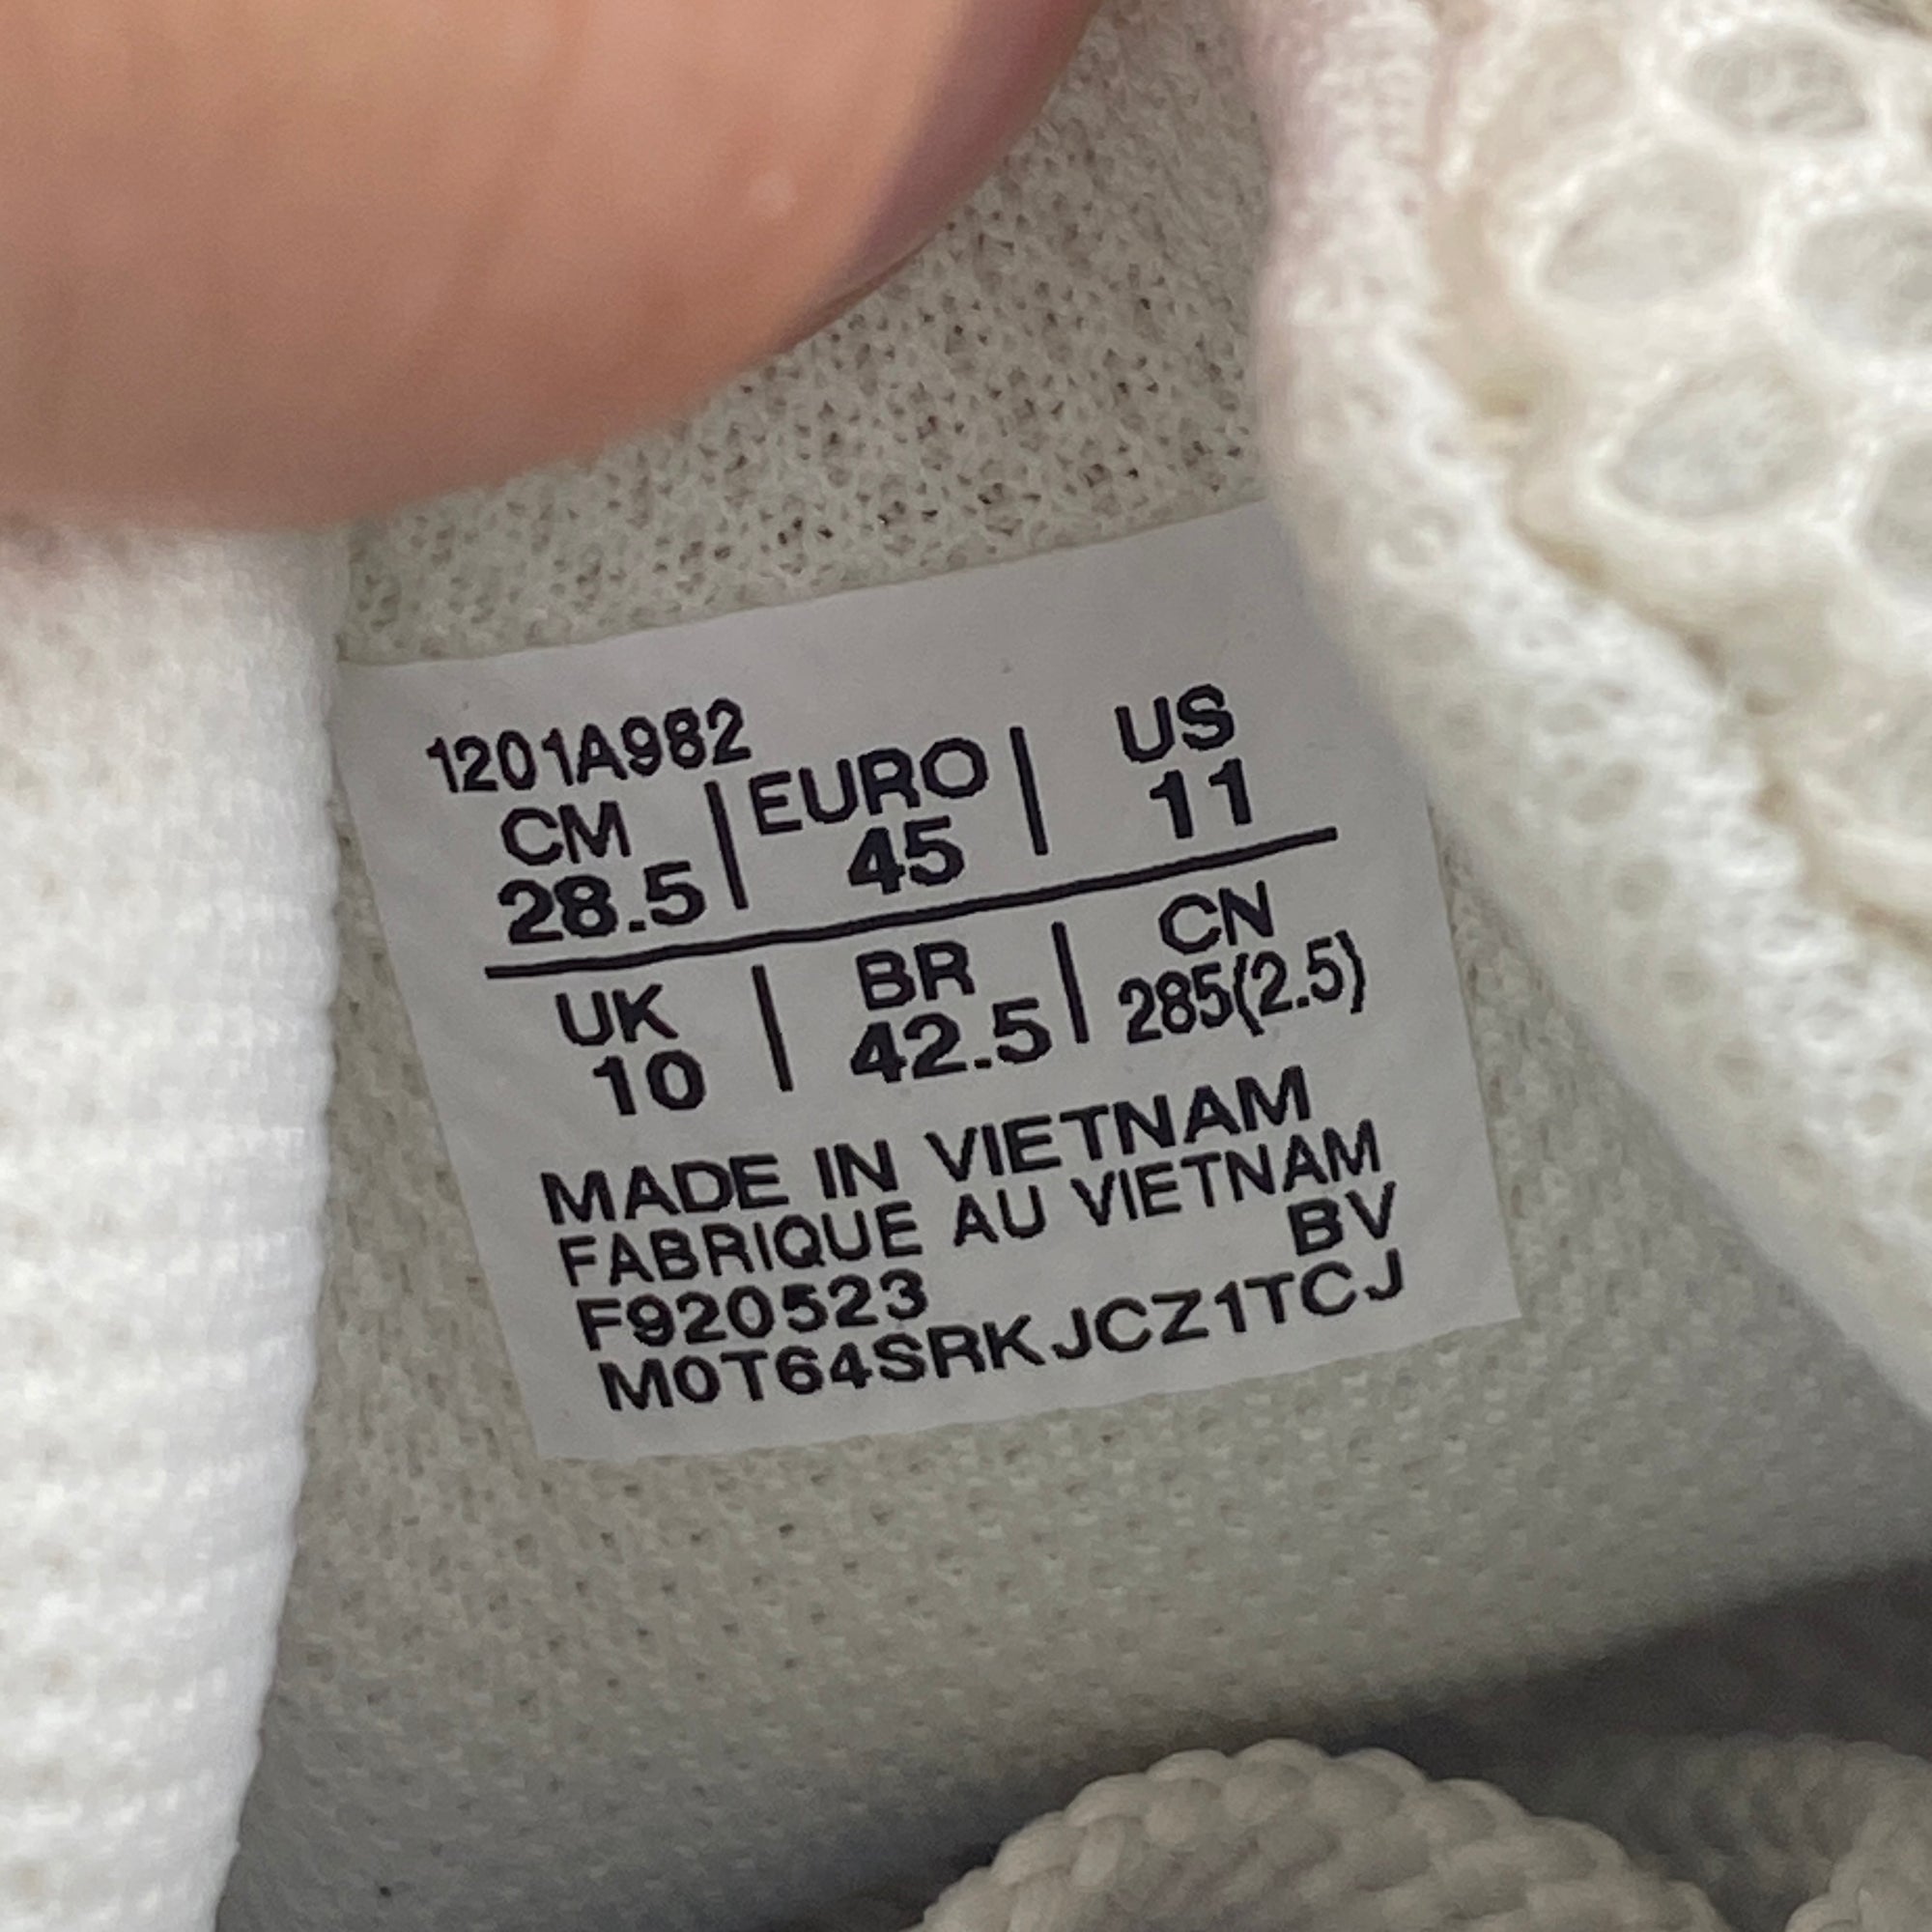 1201A982
CM | EURO | US
28.5 | 45 | 11
UK | BR | CN
10 | 42.5 | 285(2.5)
MADE IN VIETNAM
FABRIQUE AU VIETNAM
F920523 BV
M0T64SRKJCZ1TCJ